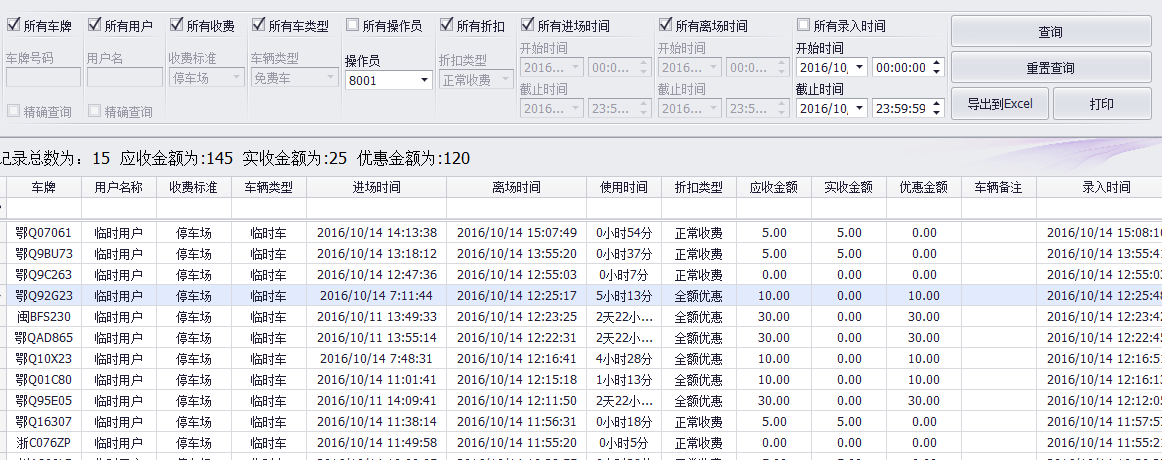 所有车牌 所有用户 所有收费 所有车类型 所有操作员 所有折扣 所有进场时间 所有离场时间 所有录入时间
车牌号码 用户名 收费标准 车辆类型 操作员 折扣类型 开始时间 开始时间 开始时间
停车场 免费车 8001 正常收费 2016... 00:0... 2016... 00:0... 2016/10, 00:00:00
截止时间 截止时间 截止时间
精确查询 精确查询 2016... 23:5... 2016... 23:5... 2016/10, 23:59:59
查询
重置查询
导出到Excel 打印
记录总数为: 15 应收金额为:145 实收金额为:25 优惠金额为:120
车牌 用户名称 收费标准 车辆类型 进场时间 离场时间 使用时间 折扣类型 应收金额 实收金额 优惠金额 车辆备注 录入时间
鄂Q07061 临时用户 停车场 临时车 2016/10/14 14:13:38 2016/10/14 15:07:49 0小时54分 正常收费 5.00 5.00 0.00 2016/10/14 15:08:10
鄂Q9BU73 临时用户 停车场 临时车 2016/10/14 13:18:12 2016/10/14 13:55:20 0小时37分 正常收费 5.00 5.00 0.00 2016/10/14 13:55:4
鄂Q9C263 临时用户 停车场 临时车 2016/10/14 12:47:36 2016/10/14 12:55:03 0小时7分 正常收费 0.00 0.00 0.00 2016/10/14 12:55:0
鄂Q92G23 临时用户 停车场 临时车 2016/10/14 7:11:44 2016/10/14 12:25:17 5小时13分 全额优惠 10.00 0.00 10.00 2016/10/14 12:25:4
闽BFS230 临时用户 停车场 临时车 2016/10/11 13:49:33 2016/10/14 12:23:25 2天22小... 全额优惠 30.00 0.00 30.00 2016/10/14 12:23:4
鄂QAD865 临时用户 停车场 临时车 2016/10/11 13:55:14 2016/10/14 12:22:31 2天22小... 全额优惠 30.00 0.00 30.00 2016/10/14 12:22:4
鄂Q10X23 临时用户 停车场 临时车 2016/10/14 7:48:31 2016/10/14 12:16:41 4小时28分 全额优惠 10.00 0.00 10.00 2016/10/14 12:16:5
鄂Q01C80 临时用户 停车场 临时车 2016/10/14 11:01:41 2016/10/14 12:15:18 1小时13分 全额优惠 10.00 0.00 10.00 2016/10/14 12:16:1
鄂Q95E05 临时用户 停车场 临时车 2016/10/11 14:09:41 2016/10/14 12:11:50 2天22小... 全额优惠 30.00 0.00 30.00 2016/10/14 12:12:0
鄂Q16307 临时用户 停车场 临时车 2016/10/14 11:38:14 2016/10/14 11:56:31 0小时18分 正常收费 5.00 5.00 0.00 2016/10/14 11:57:5
浙C076ZP 临时用户 停车场 临时车 2016/10/14 11:49:58 2016/10/14 11:55:20 0小时5分 正常收费 0.00 0.00 0.00 2016/10/14 11:55:2